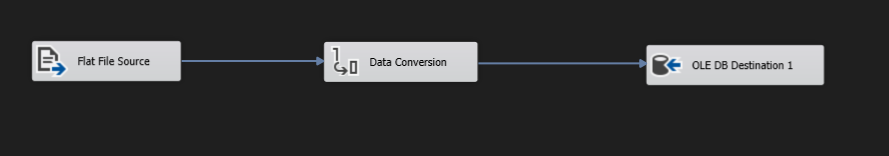 Flat File Source
Data Conversion
OLE DB Destination 1